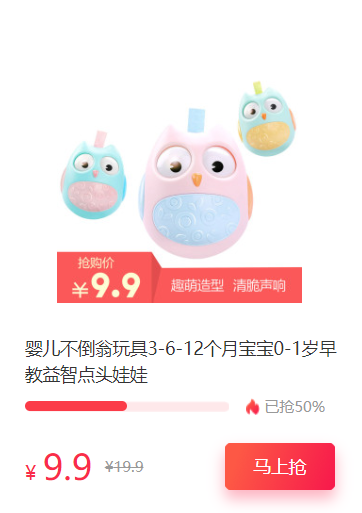 抢购价
¥9.9
趣萌造型 清脆声响
婴儿不倒翁玩具3-6-12个月宝宝0-1岁早
教益智点头娃娃
已抢50%
¥ 9.9 ¥19.9
马上抢